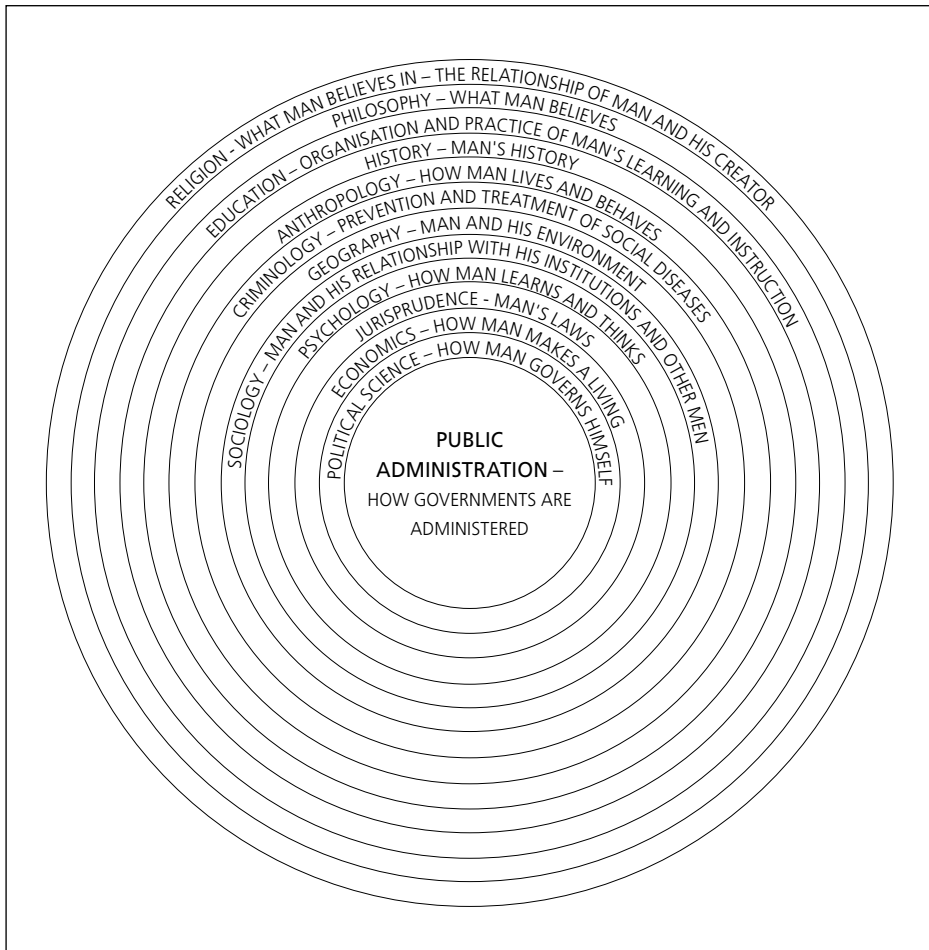 RELIGION - WHAT MAN BELIEVES IN – THE RELATIONSHIP OF MAN AND HIS CREATOR
PHILOSOPHY – WHAT MAN BELIEVES
EDUCATION – ORGANISATION AND PRACTICE OF MAN'S LEARNING AND INSTRUCTION
HISTORY – MAN'S HISTORY
ANTHROPOLOGY – HOW MAN LIVES AND BEHAVES
CRIMINOLOGY – PREVENTION AND TREATMENT OF SOCIAL DISEASES
GEOGRAPHY – MAN AND HIS ENVIRONMENT
SOCIOLOGY – MAN AND HIS RELATIONSHIP WITH HIS INSTITUTIONS AND OTHER MEN
PSYCHOLOGY – HOW MAN LEARNS AND THINKS
JURISPRUDENCE - MAN'S LAWS
ECONOMICS – HOW MAN MAKES A LIVING
POLITICAL SCIENCE – HOW MAN GOVERNS HIMSELF
PUBLIC
ADMINISTRATION –
HOW GOVERNMENTS ARE
ADMINISTERED